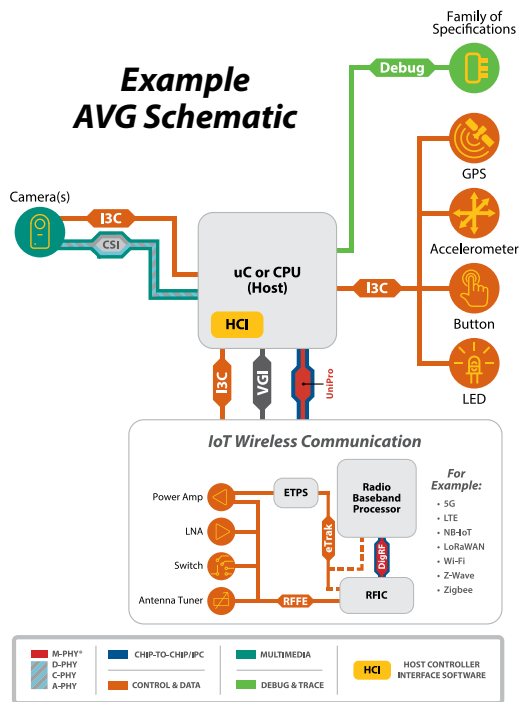 Example
AVG Schematic
Family of
Specifications
Debug
GPS
Camera(s)
I3C
CSI
Accelerometer
uC or CPU
(Host)
I3C
HCI
Button
LED
I3C
VGI
UniPro
IoT Wireless Communication
Power Amp
ETPS
Radio
Baseband
Processor
For
Example:
• 5G
• LTE
• NB-IoT
• LoRaWAN
• Wi-Fi
• Z-Wave
• Zigbee
LNA
eTrak
DigRF
Switch
Antenna Tuner
RFFE
RFIC
M-PHY®
D-PHY
C-PHY
A-PHY
CHIP-TO-CHIP/IPC
CONTROL & DATA
MULTIMEDIA
DEBUG & TRACE
HCI
HOST CONTROLLER
INTERFACE SOFTWARE